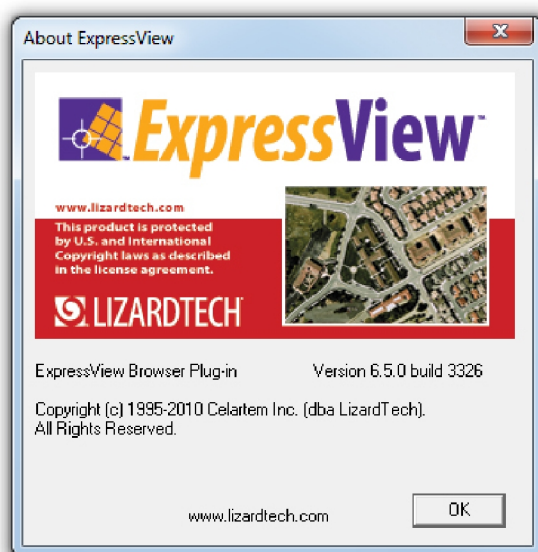 About ExpressView
ExpressView™
www.lizardtech.com
This product is protected
by U.S. and International
Copyright laws as described
in the license agreement.
LIZARDTECH
ExpressView Browser Plug-in
Version 6.5.0 build 3326
Copyright (c) 1995-2010 Celartem Inc. (dba LizardTech).
All Rights Reserved.
www.lizardtech.com
OK